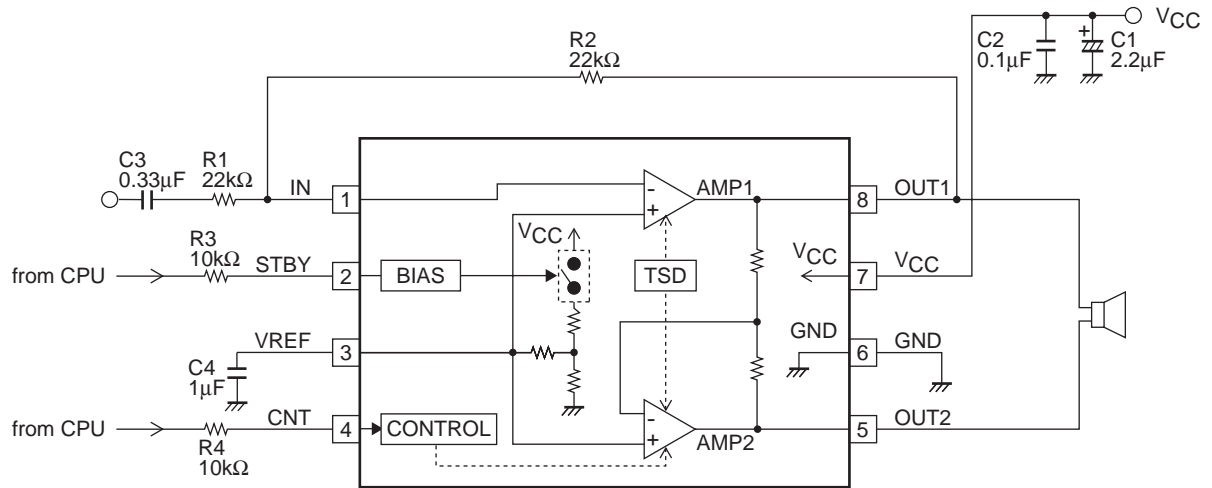 VCC
R2
22kΩ
C2
0.1µF
+
C1
2.2µF
C3
0.33µF
R1
22kΩ
IN
1
-
+
AMP1
8
OUT1
VCC
R3
10kΩ
from CPU
STBY
2
BIAS
TSD
VCC
7
VCC
VREF
3
GND
6
GND
C4
1µF
from CPU
CNT
4
CONTROL
-
+
AMP2
5
OUT2
R4
10kΩ